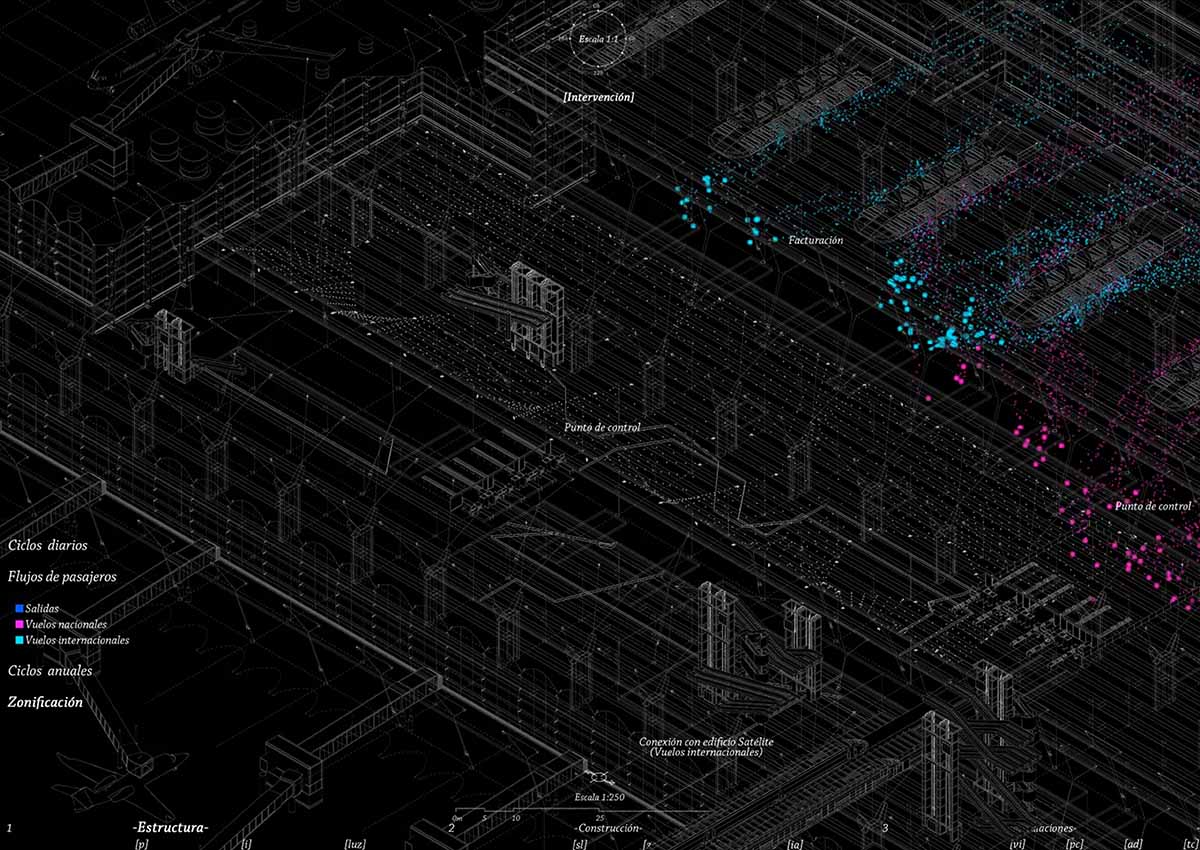 Escala 1:1
[Intervención]
Facturación
Punto de control
Punto de control
Ciclos diarios
Flujos de pasajeros
Salidas
Vuelos nacionales
Vuelos internacionales
Ciclos anuales
Zonificación
Conexión con edificio Satélite
(Vuelos internacionales)
Escala 1:250
0m 5 10 25
1 -Estructura- 2 -Construcción- 3 aciones-
[p] [i] [luz] [sl] [ia] [vi] [pc] [ad]